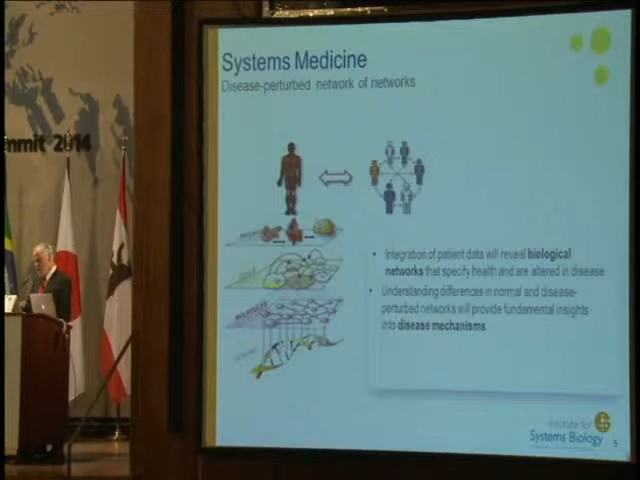 Systems Medicine
Disease-perturbed network of networks
mmit 2014
• Integration of patient data will reveal biological
networks that specify health and are altered in disease
• Understanding differences in normal and disease-
perturbed networks will provide fundamental insights
into disease mechanisms
Institute for
Systems Biology
5